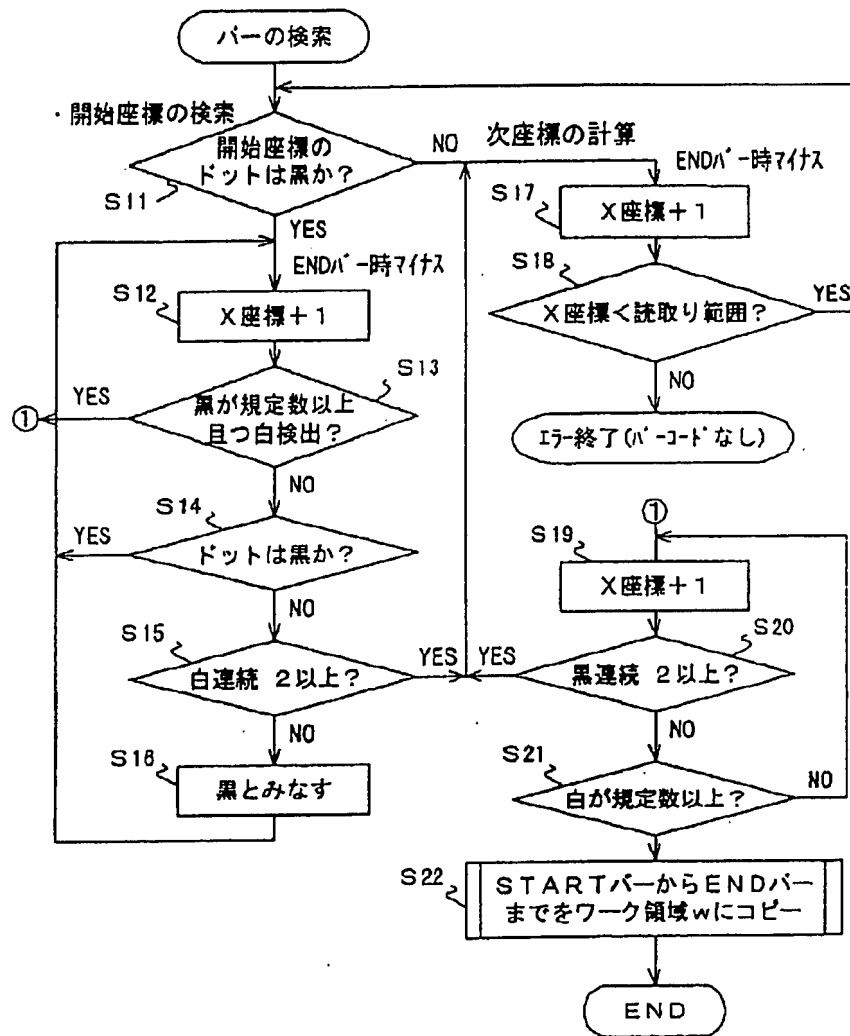 バーの検索
・開始座標の検索
開始座標の
ドットは黒か?
S11
YES
NO
次座標の計算
ENDバー時マイナス
S17
X座標+1
S18
X座標<読取り範囲?
YES
NO
エラー終了(バーコードなし)
ENDバー時マイナス
S12
X座標+1
S13
黒が規定数以上
且つ白検出?
YES
①
NO
S14
ドットは黒か?
YES
NO
S15
白連続 2以上?
YES
NO
S16
黒とみなす
①
S19
X座標+1
S20
黒連続 2以上?
YES
NO
S21
白が規定数以上?
NO
S22
STARTバーからENDバー
までをワーク領域wにコピー
END